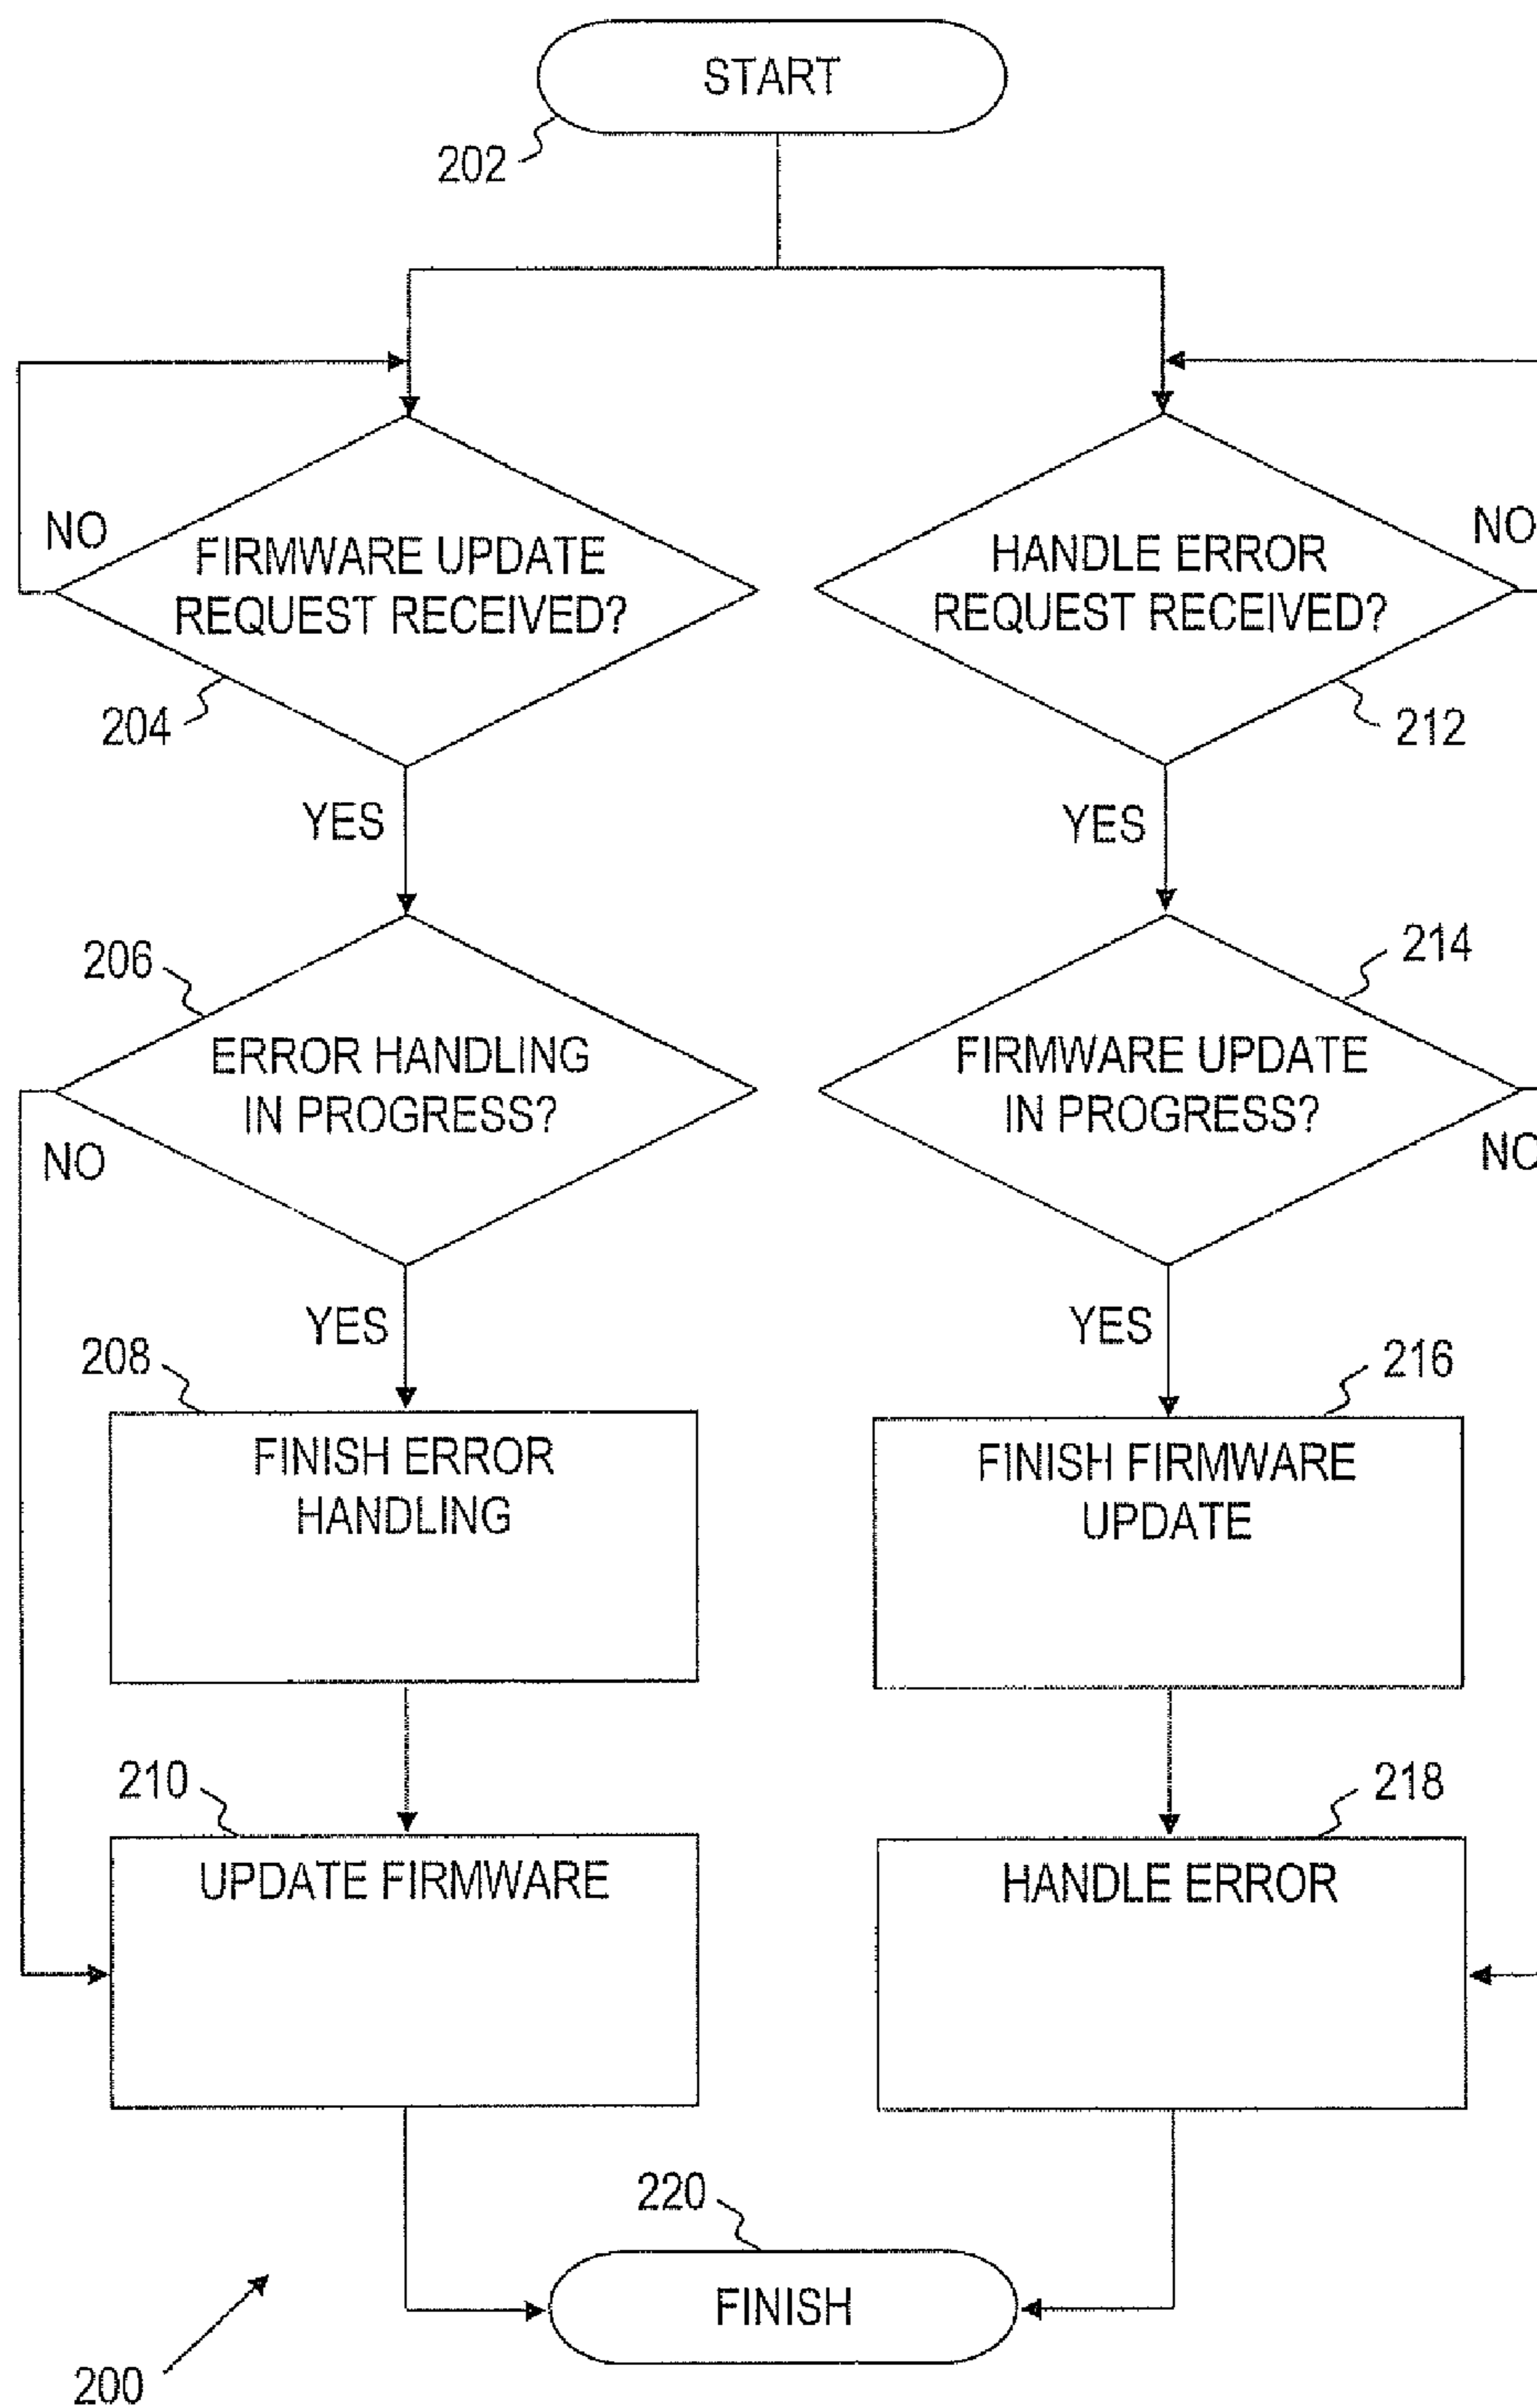 START
202
NO
FIRMWARE UPDATE
REQUEST RECEIVED?
204
HANDLE ERROR
REQUEST RECEIVED?
NO
212
YES
YES
206
ERROR HANDLING
IN PROGRESS?
NO
214
FIRMWARE UPDATE
IN PROGRESS?
NO
YES
YES
208
FINISH ERROR
HANDLING
216
FINISH FIRMWARE
UPDATE
210
UPDATE FIRMWARE
218
HANDLE ERROR
220
FINISH
200